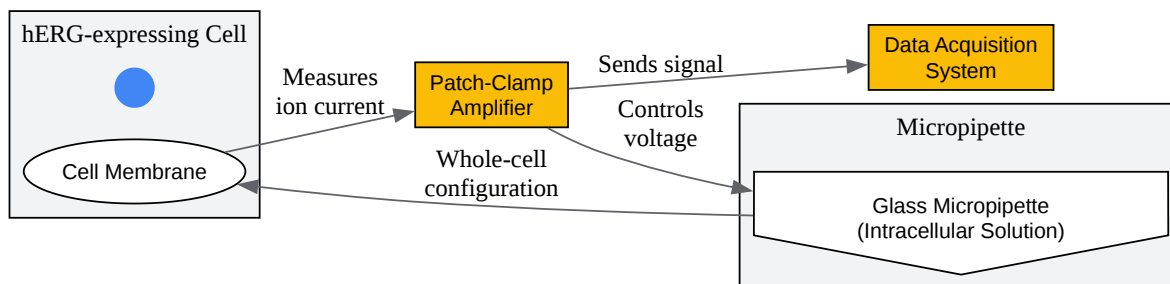 hERG-expressing Cell
Cell Membrane
Measures
ion current
Patch-Clamp
Amplifier
Sends signal
Data Acquisition
System
Controls
voltage
Whole-cell
configuration
Micropipette
Glass Micropipette
(Intracellular Solution)